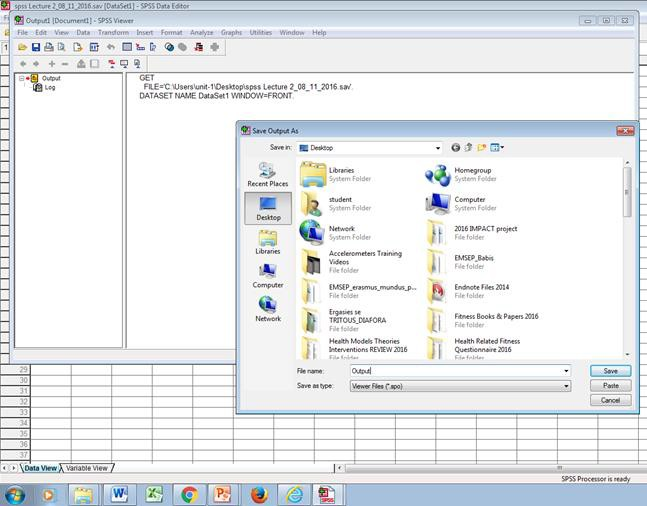 spss Lecture 2_08_11_2016.sav [DataSet1] - SPSS Data Editor
Output1 [Document1] - SPSS Viewer
File Edit View Data Transform Insert Format Analyze Graphs Utilities Window Help
Output
Log
GET
FILE='C:\Users\unit-1\Desktop\spss Lecture 2_08_11_2016.sav'.
DATASET NAME DataSet1 WINDOW=FRONT.
Save Output As
Save in: Desktop
Recent Places
Desktop
Libraries
Computer
Network
Libraries
System Folder
Homegroup
System Folder
student
System Folder
Computer
System Folder
Network
System Folder
2016 IMPACT project
File folder
Accelerometers Training
Videos
File folder
EMSEP_Babis
File folder
EMSEP_erasmus_mundus_p...
File folder
Endnote Files 2014
File folder
Ergasies se
TRITOUS_DIAFORA
File folder
Fitness Books & Papers 2016
File folder
Health Models Theories
Interventions REVIEW 2016
Health Related Fitness
Questionnaire 2016
File name: Output
Save as type: Viewer Files (*.spo)
Save
Paste
Cancel
1
29
30
31
32
33
34
35
36
37
Data View Variable View
SPSS Processor is ready